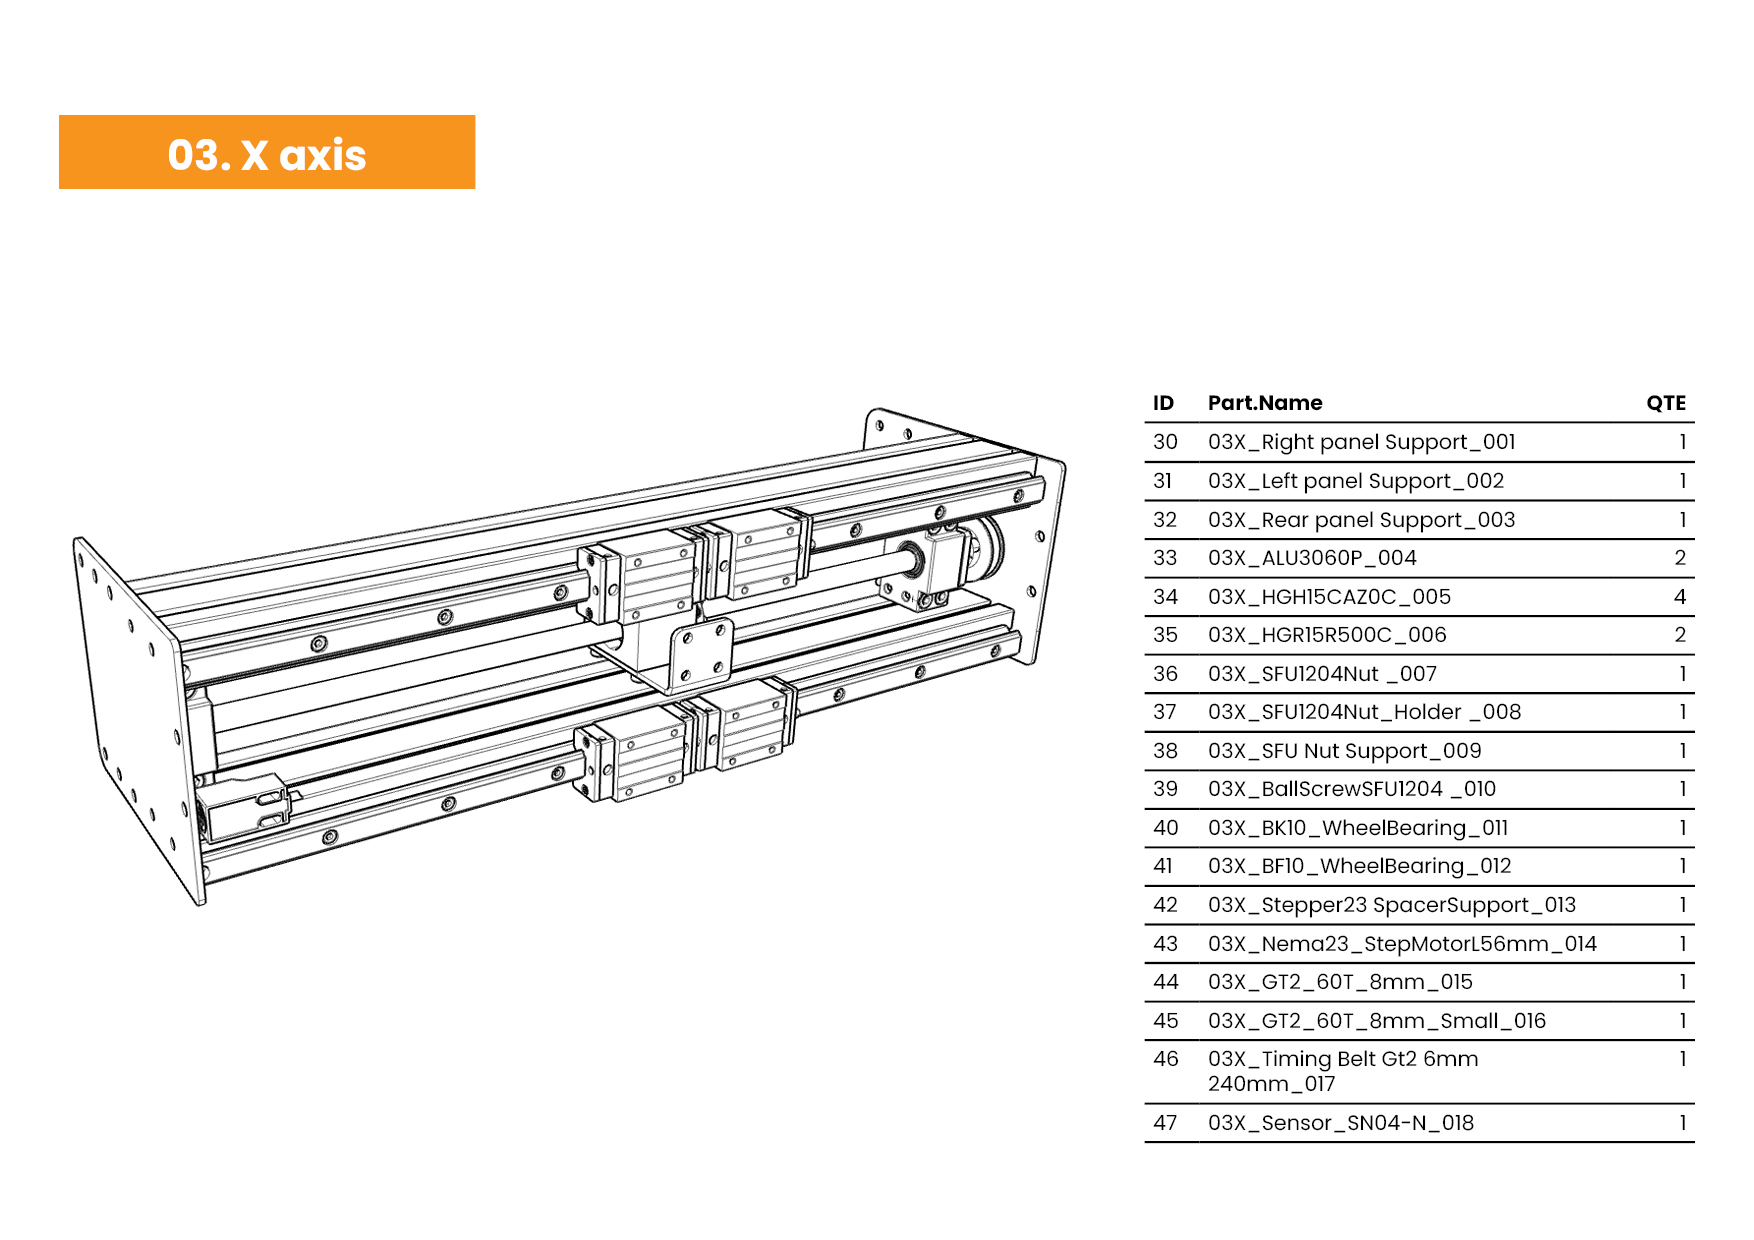 03. X axis
ID Part.Name QTE
30 03X_Right panel Support_001 1
31 03X_Left panel Support_002 1
32 03X_Rear panel Support_003 1
33 03X_ALU3060P_004 2
34 03X_HGH15CAZ0C_005 4
35 03X_HGR15R500C_006 2
36 03X_SFU1204Nut _007 1
37 03X_SFU1204Nut_Holder _008 1
38 03X_SFU Nut Support_009 1
39 03X_BallScrewSFU1204 _010 1
40 03X_BK10_WheelBearing_011 1
41 03X_BF10_WheelBearing_012 1
42 03X_Stepper23 SpacerSupport_013 1
43 03X_Nema23_StepMotorL56mm_014 1
44 03X_GT2_60T_8mm_015 1
45 03X_GT2_60T_8mm_Small_016 1
46 03X_Timing Belt Gt2 6mm 1
240mm_017
47 03X_Sensor_SN04-N_018 1